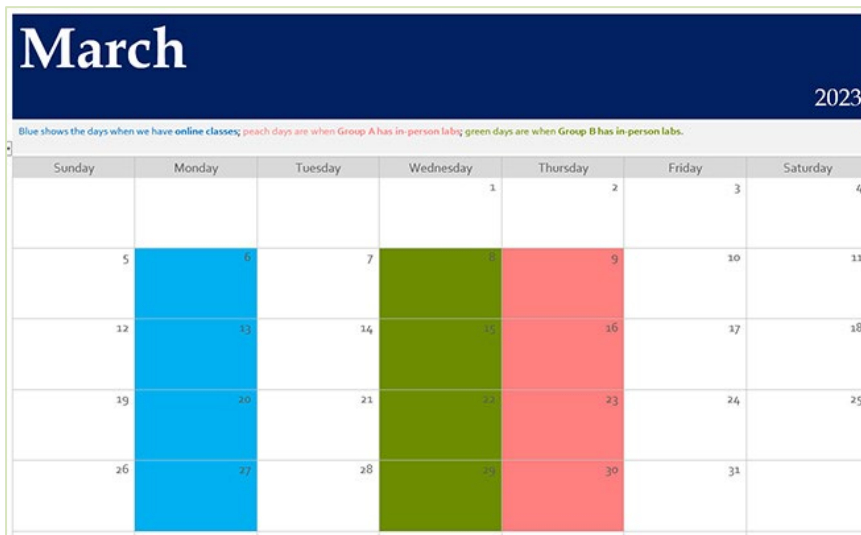 March
2023
Blue shows the days when we have online classes; peach days are when Group A has in-person labs; green days are when Group B has in-person labs.
Sunday Monday Tuesday Wednesday Thursday Friday Saturday
1 2 3 4
5 6 7 8 9 10 11
12 13 14 15 16 17 18
19 20 21 22 23 24 25
26 27 28 29 30 31